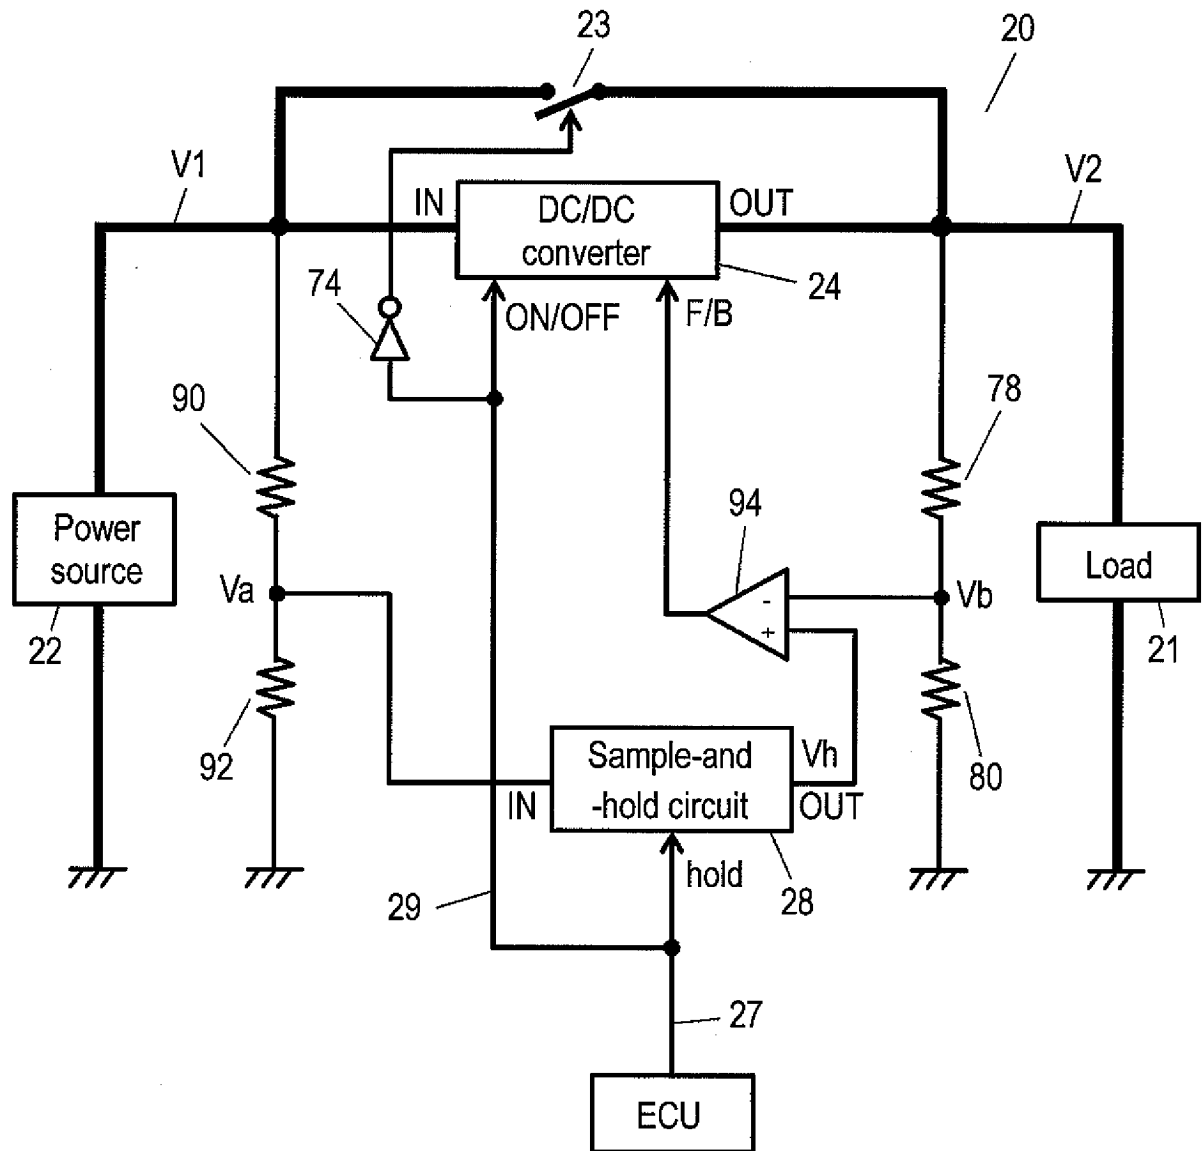 23
20
V1
IN
DC/DC
converter
OUT
V2
24
74
ON/OFF
F/B
90
78
94
Power
source
22
Va
-
+
Vb
Load
21
92
Sample-and
-hold circuit
Vh
IN
OUT
80
29
hold
28
27
ECU